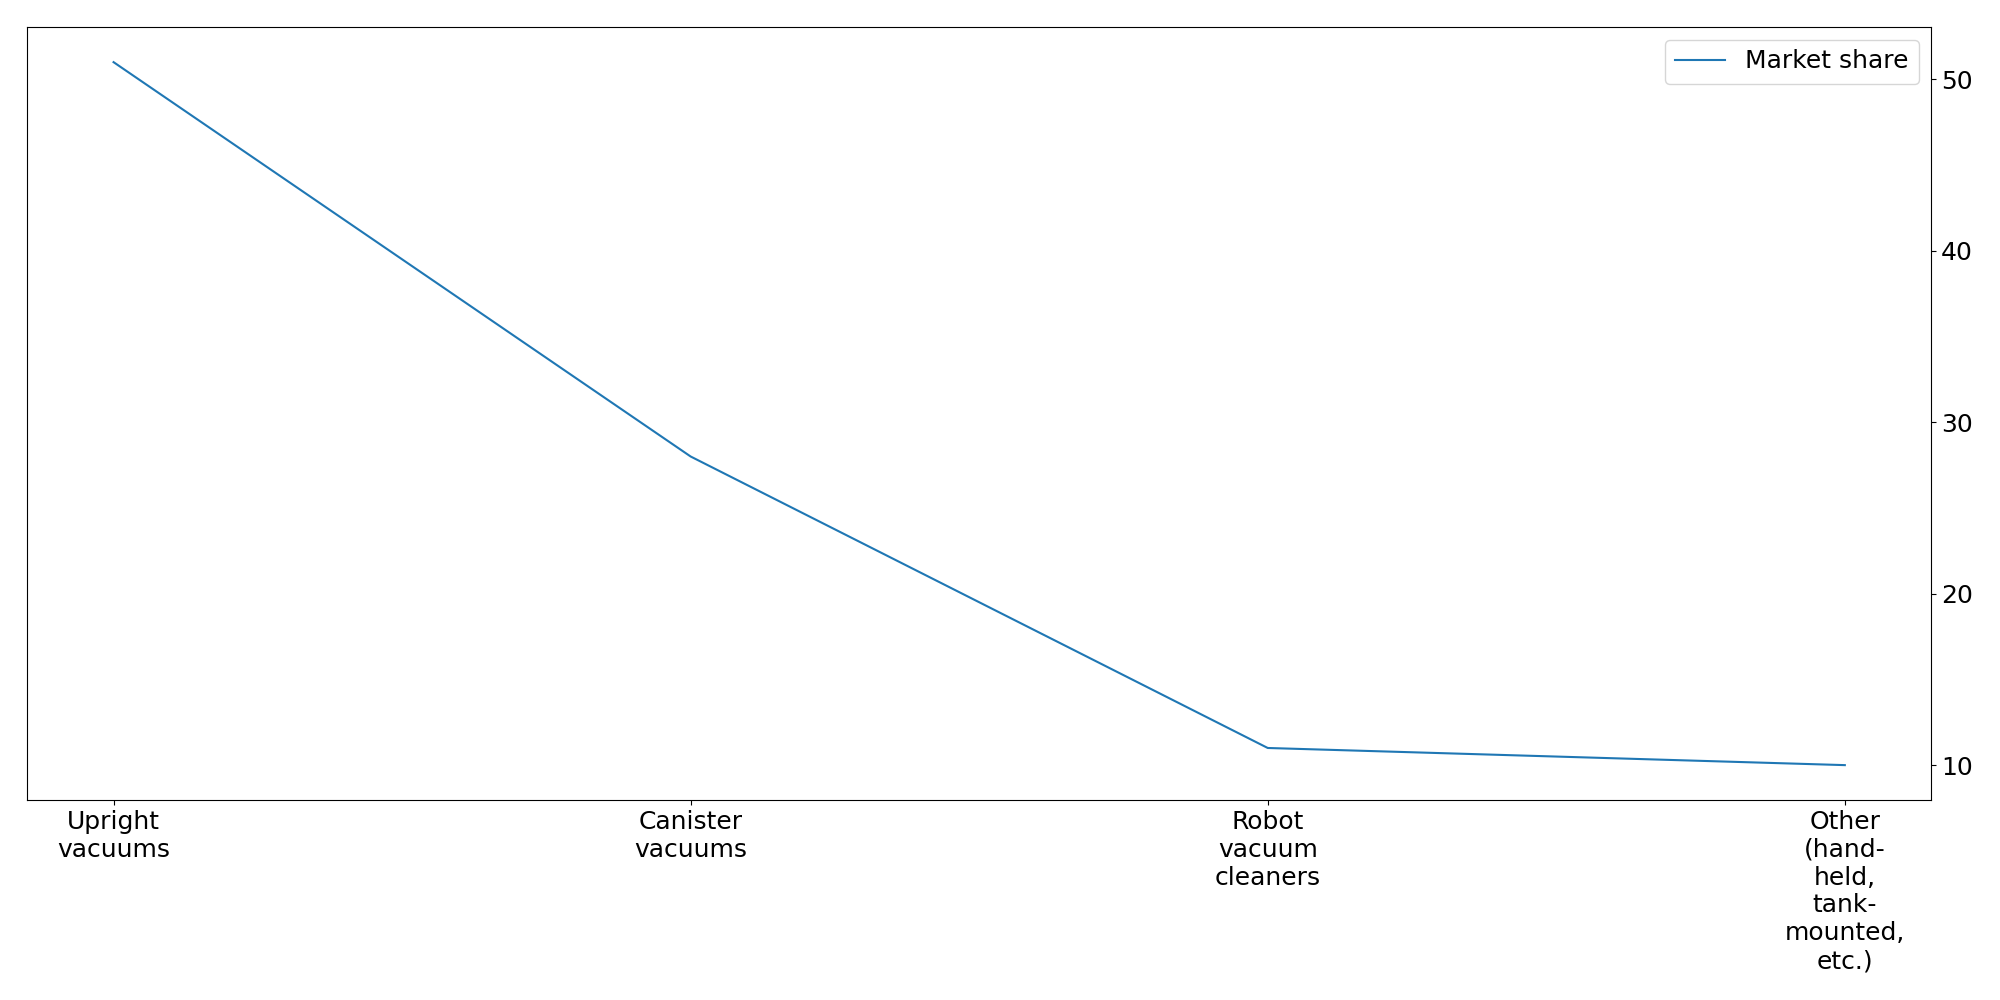 Market share
50
40
30
20
10
Upright
vacuums
Canister
vacuums
Robot
vacuum
cleaners
Other
(hand-
held,
tank-
mounted,
etc.)